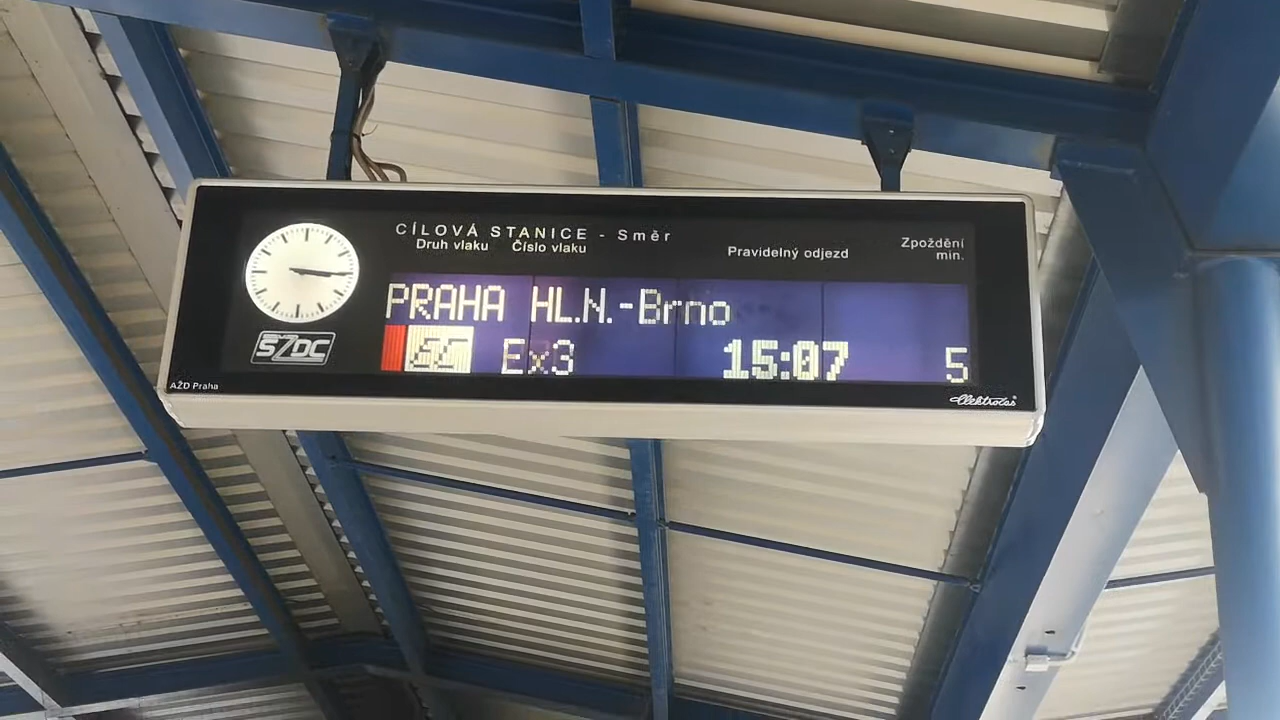 CÍLOVÁ STANICE - Směr
Druh vlaku Číslo vlaku
Pravidelný odjezd
Zpoždění
min.
PRAHA HL.N.-Brno
EC Ex3 15:07 5
SŽDC
AŽD Praha
Elektročas